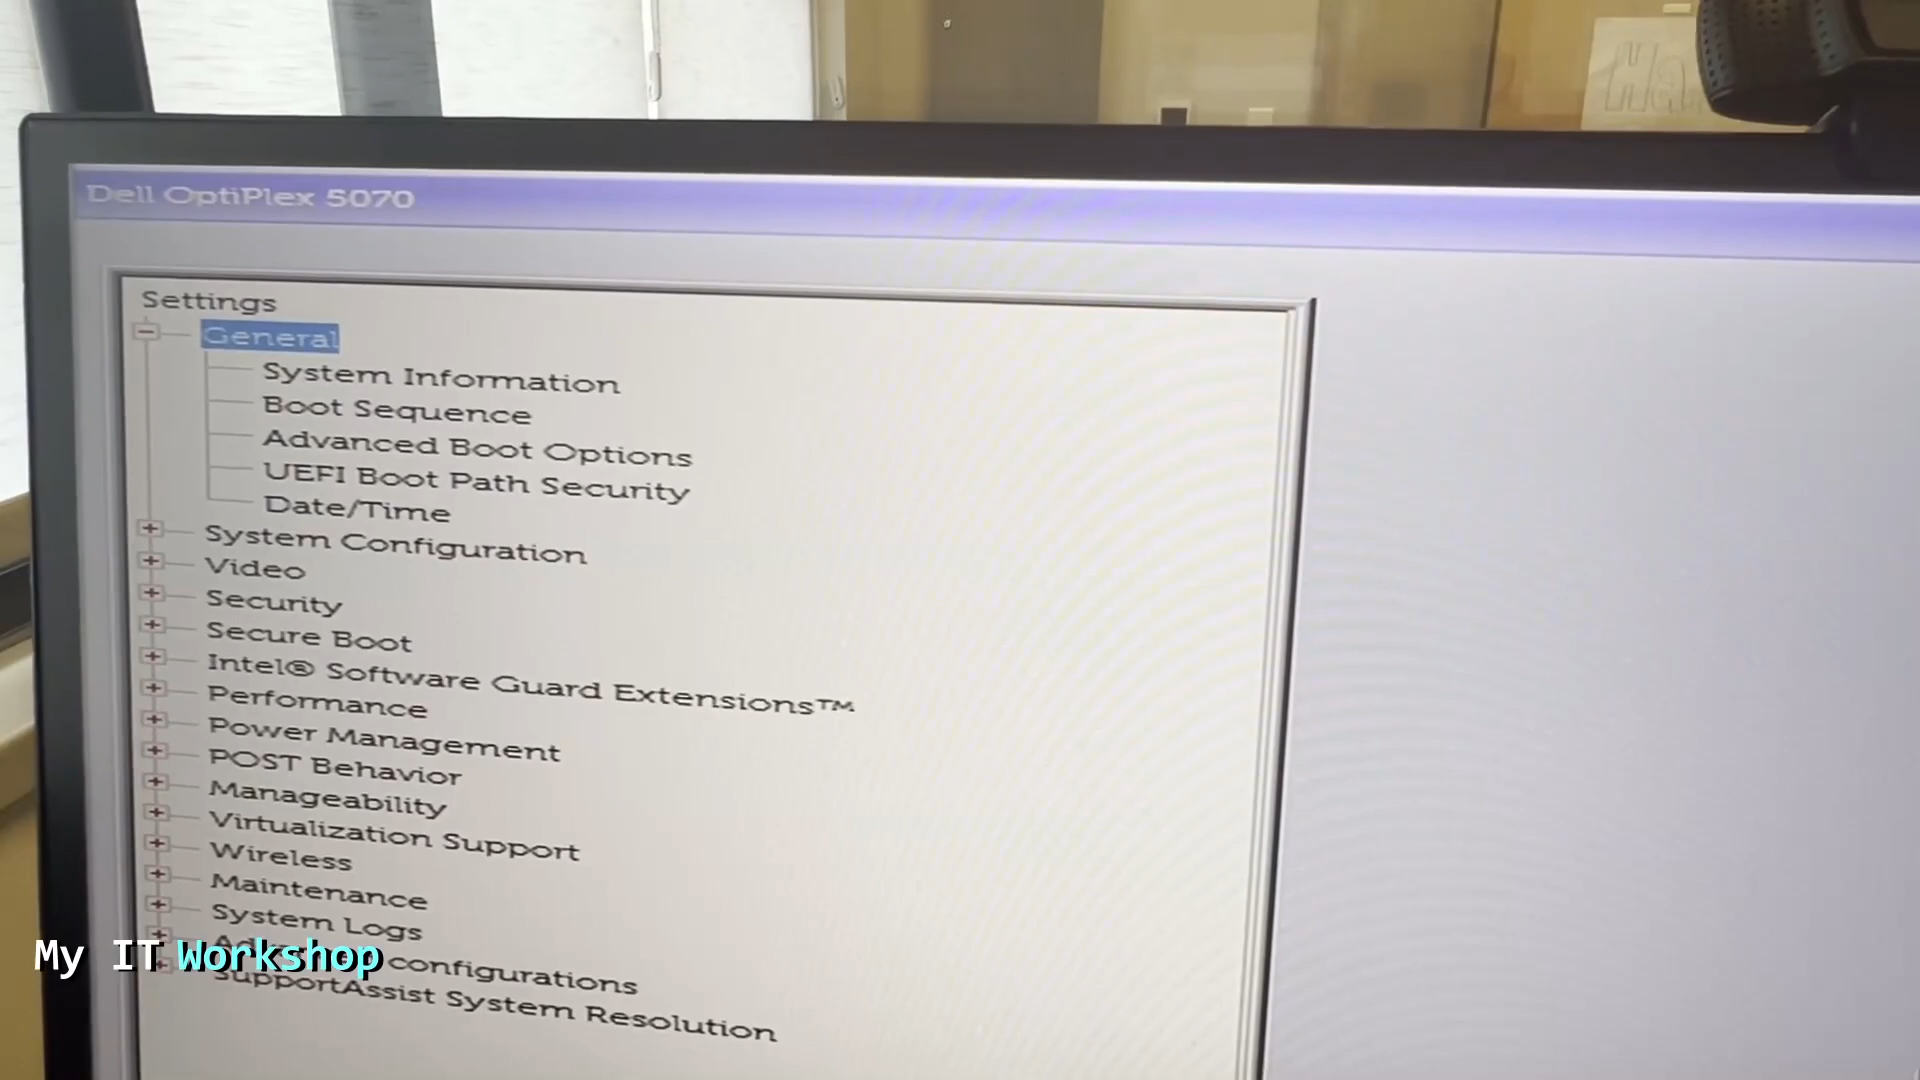 Dell OptiPlex 5070
Settings
General
System Information
Boot Sequence
Advanced Boot Options
UEFI Boot Path Security
Date/Time
System Configuration
Video
Security
Secure Boot
Intel® Software Guard Extensions™
Performance
Power Management
POST Behavior
Manageability
Virtualization Support
Wireless
Maintenance
System Logs
configurations
SupportAssist System Resolution
My IT Workshop